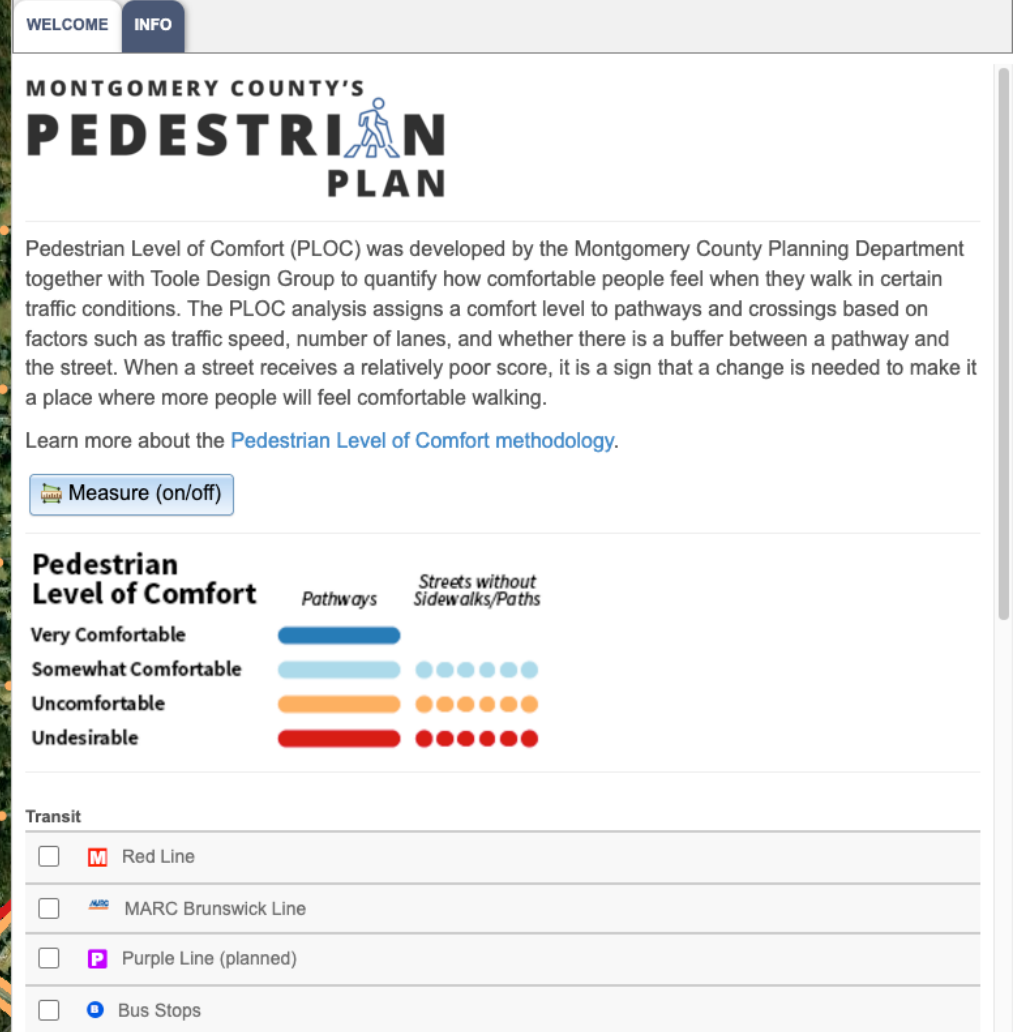 WELCOME INFO
MONTGOMERY COUNTY'S
PEDESTRIAN
PLAN
Pedestrian Level of Comfort (PLOC) was developed by the Montgomery County Planning Department
together with Toole Design Group to quantify how comfortable people feel when they walk in certain
traffic conditions. The PLOC analysis assigns a comfort level to pathways and crossings based on
factors such as traffic speed, number of lanes, and whether there is a buffer between a pathway and
the street. When a street receives a relatively poor score, it is a sign that a change is needed to make it
a place where more people will feel comfortable walking.
Learn more about the Pedestrian Level of Comfort methodology.
Measure (on/off)
Pedestrian
Level of Comfort
Pathways
Streets without
Sidewalks/Paths
Very Comfortable
Somewhat Comfortable
Uncomfortable
Undesirable
Transit
M Red Line
MARC MARC Brunswick Line
P Purple Line (planned)
B Bus Stops